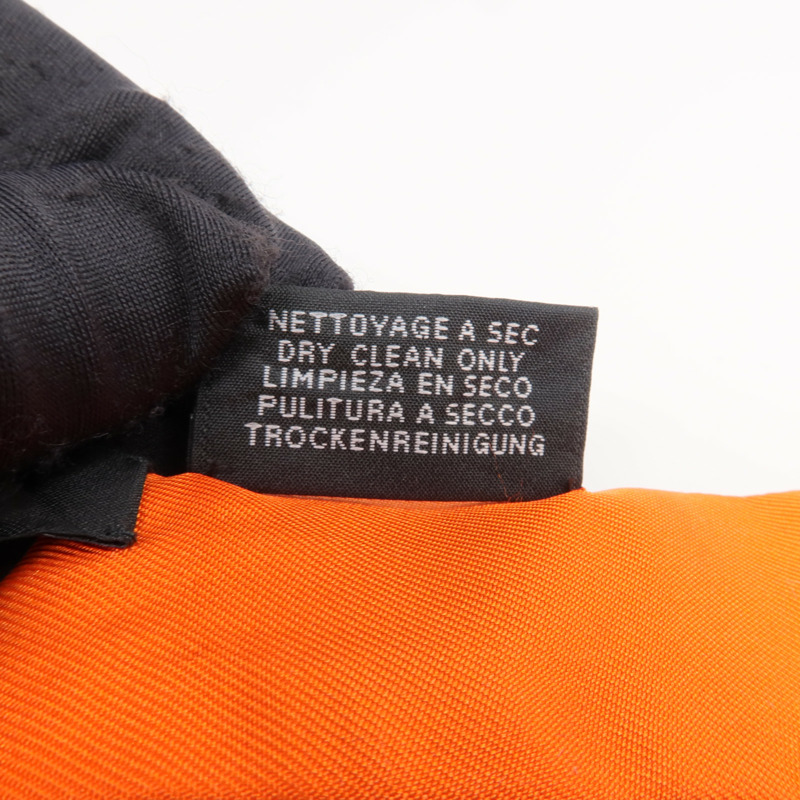 NETTOYAGE A SEC
DRY CLEAN ONLY
LIMPIEZA EN SECO
PULITURA A SECCO
TROCKENREINIGUNG